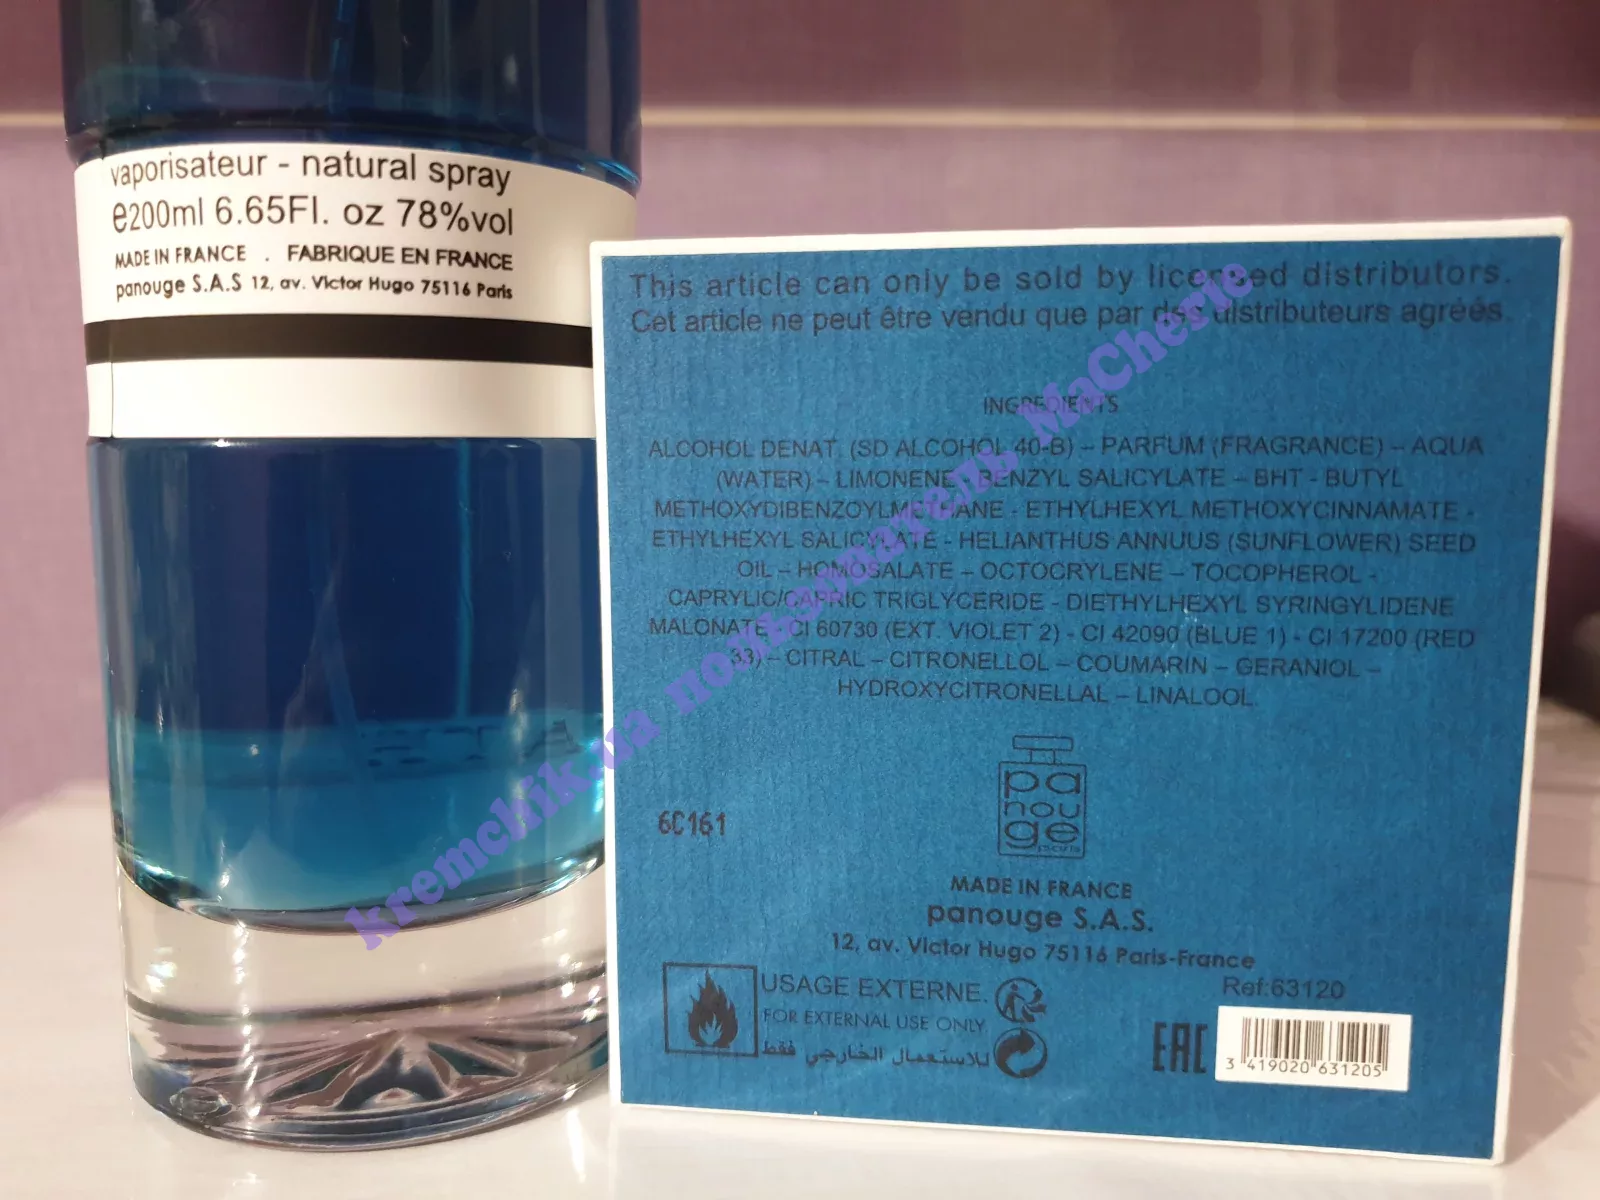 vaporisateur - natural spray
e200ml 6.65Fl. oz 78%vol
MADE IN FRANCE . FABRIQUE EN FRANCE
panouge S.A.S 12, av. Victor Hugo 75116 Paris
This article can only be sold by licensed distributors.
Cet article ne peut être vendu que par des distributeurs agréés.
INGREDIENTS
ALCOHOL DENAT. (SD ALCOHOL 40-B) – PARFUM (FRAGRANCE) – AQUA
(WATER) – LIMONENE - BENZYL SALICYLATE – BHT - BUTYL
METHOXYDIBENZOYLMETHANE - ETHYLHEXYL METHOXYCINNAMATE -
ETHYLHEXYL SALICYLATE - HELIANTHUS ANNUUS (SUNFLOWER) SEED
OIL – HOMOSALATE – OCTOCRYLENE – TOCOPHEROL -
CAPRYLIC/CAPRIC TRIGLYCERIDE - DIETHYLHEXYL SYRINGYLIDENE
MALONATE - CI 60730 (EXT. VIOLET 2) - CI 42090 (BLUE 1) - CI 17200 (RED
33) – CITRAL – CITRONELLOL – COUMARIN – GERANIOL –
HYDROXYCITRONELLAL – LINALOOL
pa
nou
ge
6C161
MADE IN FRANCE
panouge S.A.S.
12, av. Victor Hugo 75116 Paris-France
Ref:63120
USAGE EXTERNE.
FOR EXTERNAL USE ONLY
للاستعمال الخارجي فقط
EAC
3 419020 631205
kremchik.ua MaCherie